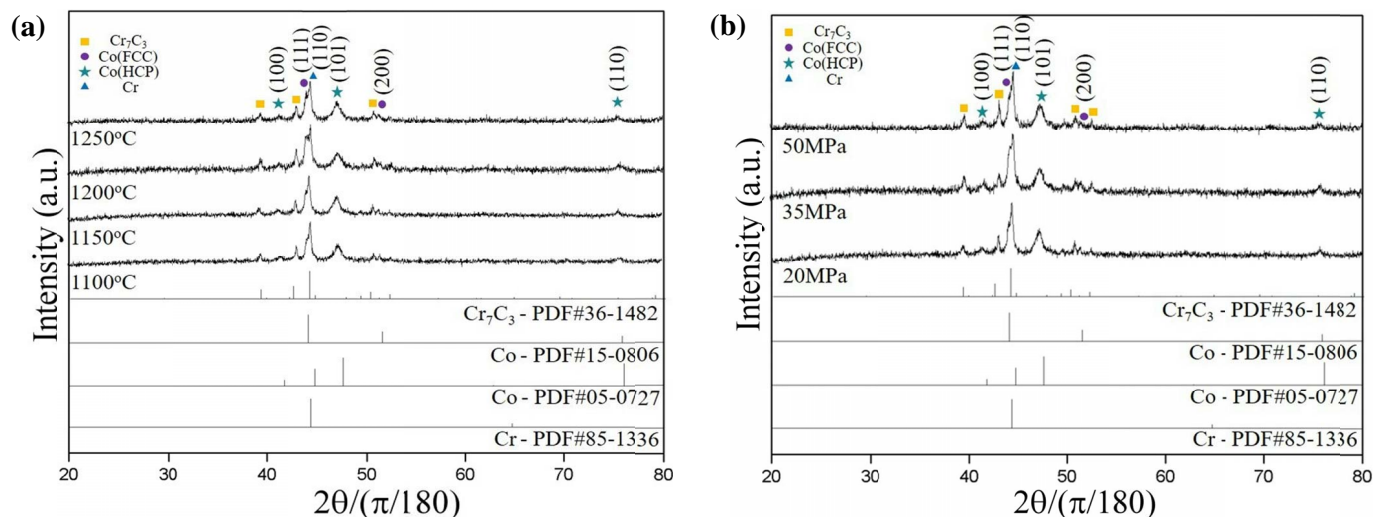 (a)
Cr₇C₃
Co(FCC)
Co(HCP)
Cr
(100)
(111)
(110)
(101)
(200)
(110)
1250°C
1200°C
1150°C
1100°C
Cr₇C₃ - PDF#36-1482
Co - PDF#15-0806
Co - PDF#05-0727
Cr - PDF#85-1336
Intensity (a.u.)
20 30 40 50 60 70 80
2θ/(π/180)
(b)
Cr₇C₃
Co(FCC)
Co(HCP)
Cr
(100)
(111)
(110)
(101)
(200)
(110)
50MPa
35MPa
20MPa
Cr₇C₃ - PDF#36-1482
Co - PDF#15-0806
Co - PDF#05-0727
Cr - PDF#85-1336
Intensity (a.u.)
20 30 40 50 60 70 80
2θ/(π/180)